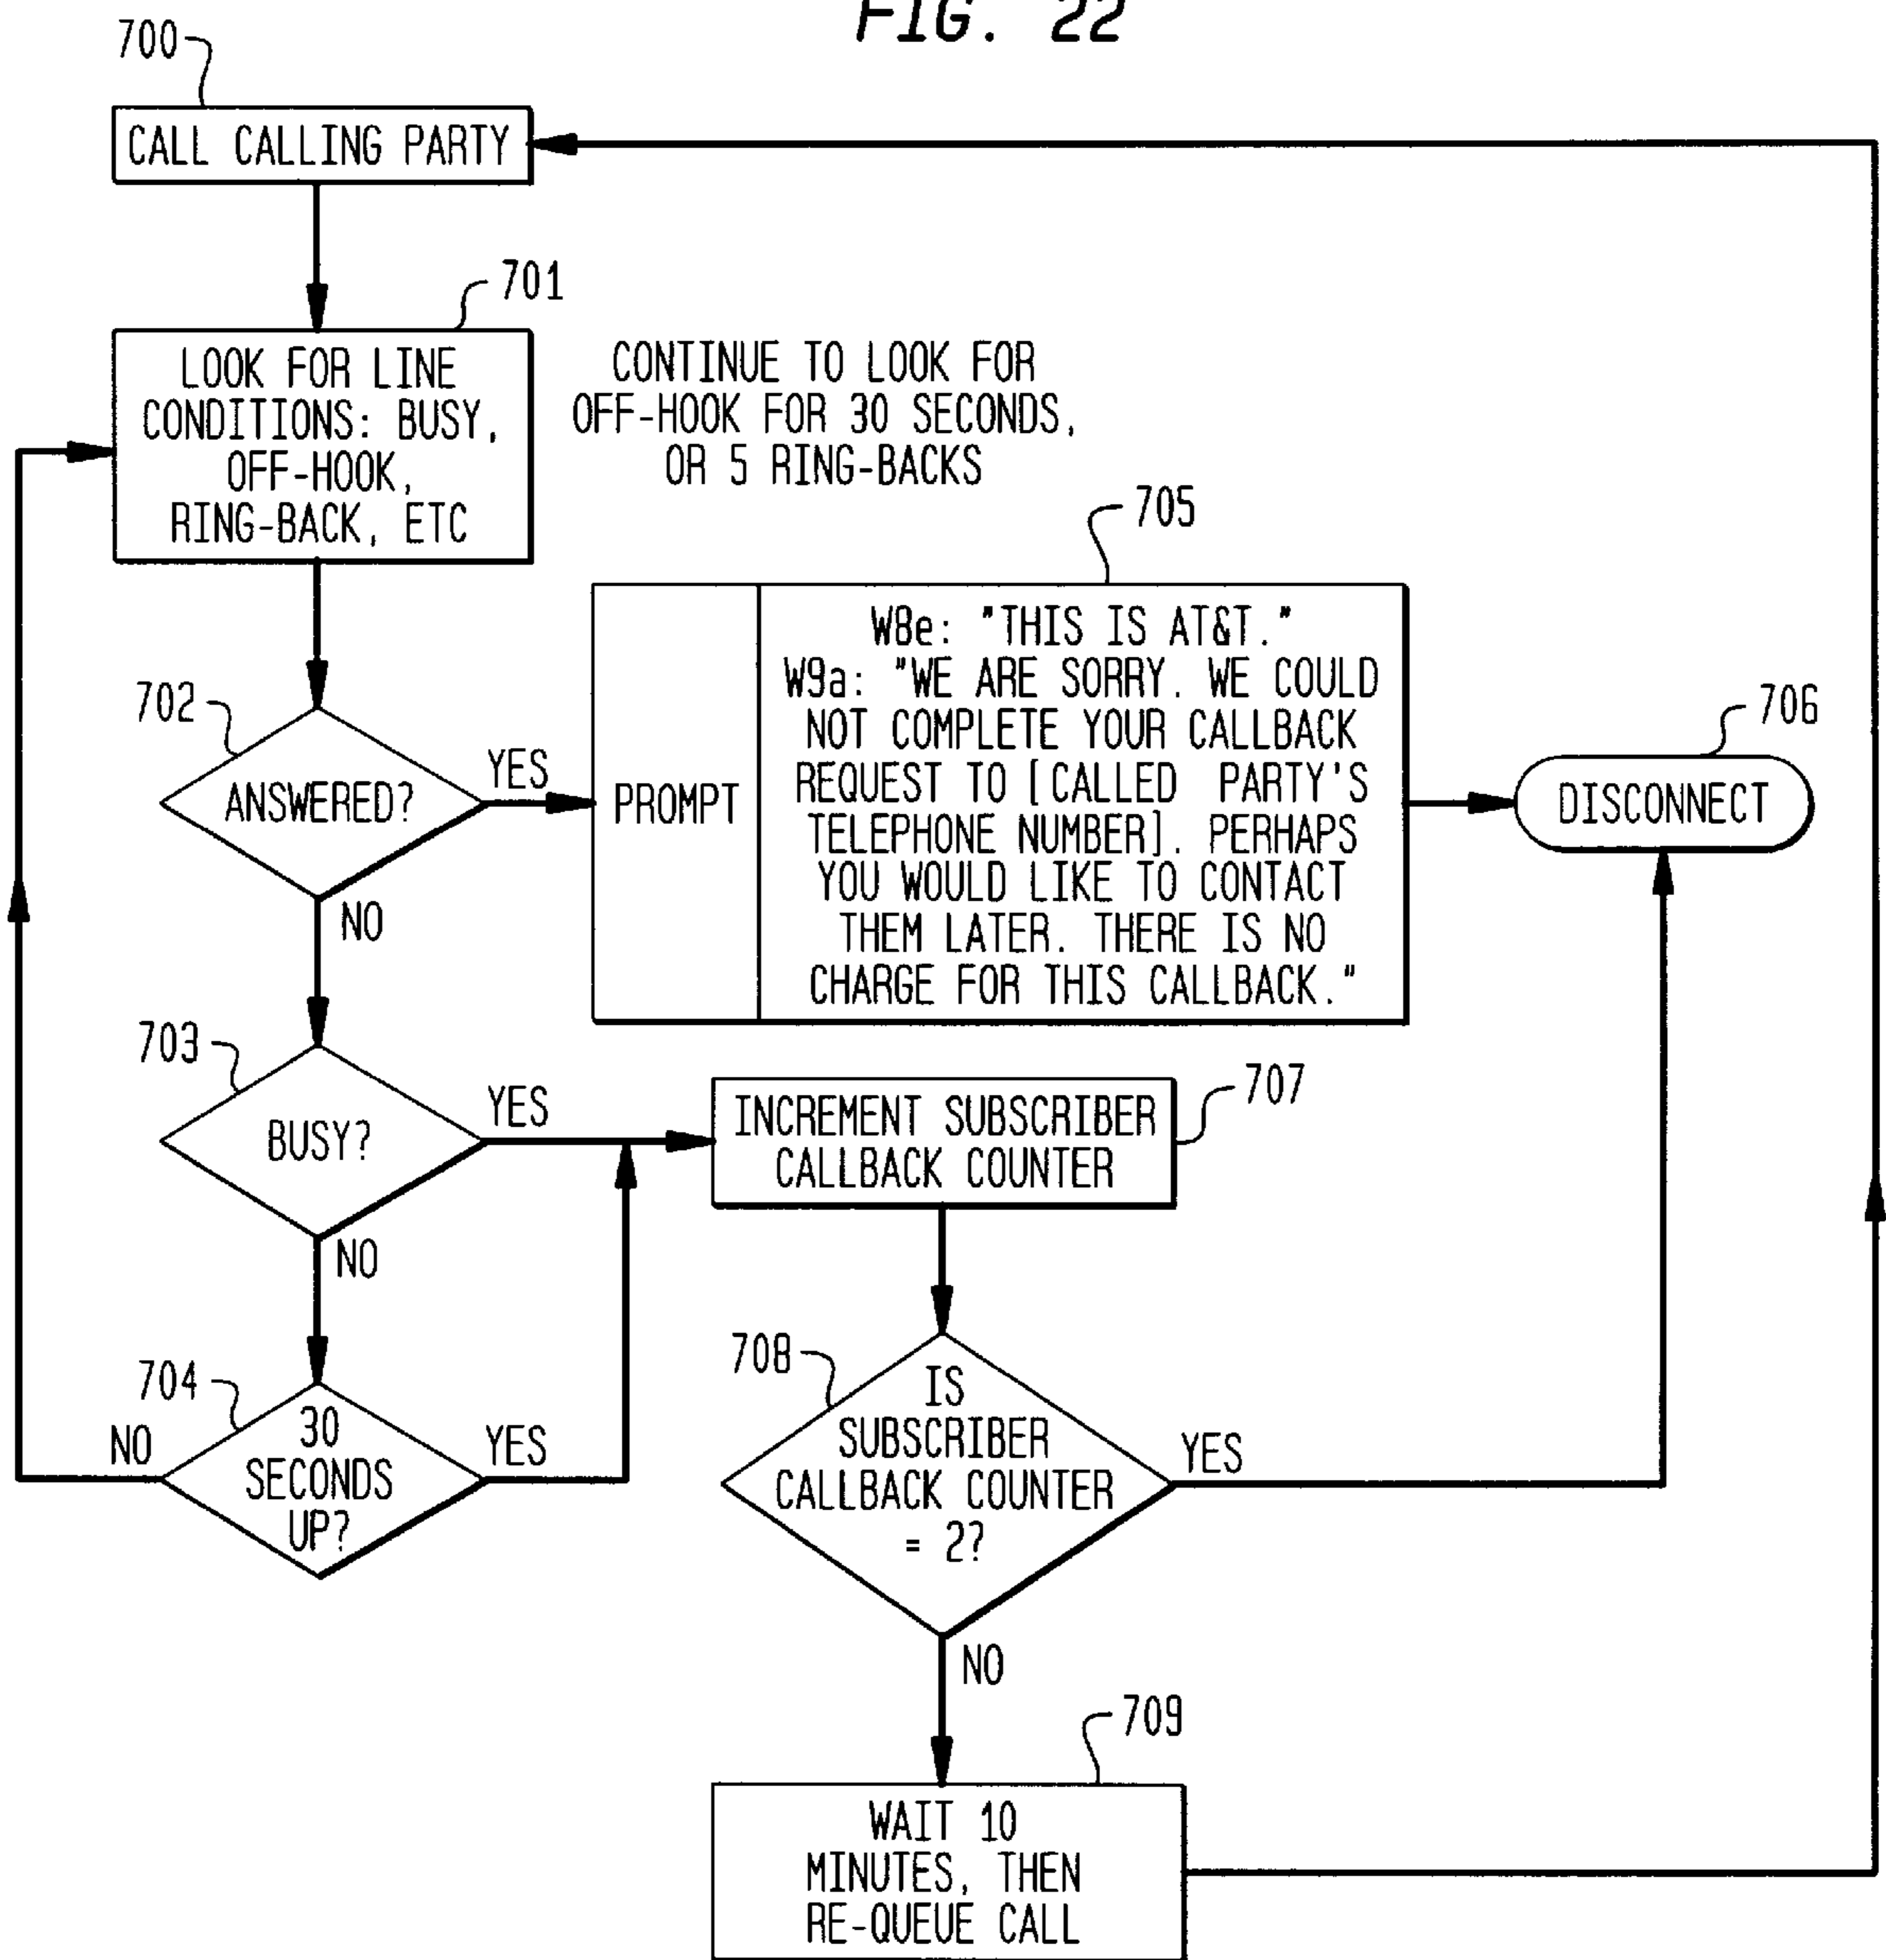 FIG. 22
700
CALL CALLING PARTY
701
LOOK FOR LINE
CONDITIONS: BUSY,
OFF-HOOK,
RING-BACK, ETC
CONTINUE TO LOOK FOR
OFF-HOOK FOR 30 SECONDS,
OR 5 RING-BACKS
702
ANSWERED?
YES
NO
705
PROMPT
W8e: "THIS IS AT&T."
W9a: "WE ARE SORRY. WE COULD
NOT COMPLETE YOUR CALLBACK
REQUEST TO [CALLED PARTY'S
TELEPHONE NUMBER]. PERHAPS
YOU WOULD LIKE TO CONTACT
THEM LATER. THERE IS NO
CHARGE FOR THIS CALLBACK."
706
DISCONNECT
703
BUSY?
YES
NO
707
INCREMENT SUBSCRIBER
CALLBACK COUNTER
704
30
SECONDS
UP?
NO
YES
708
IS
SUBSCRIBER
CALLBACK COUNTER
= 2?
YES
NO
709
WAIT 10
MINUTES, THEN
RE-QUEUE CALL